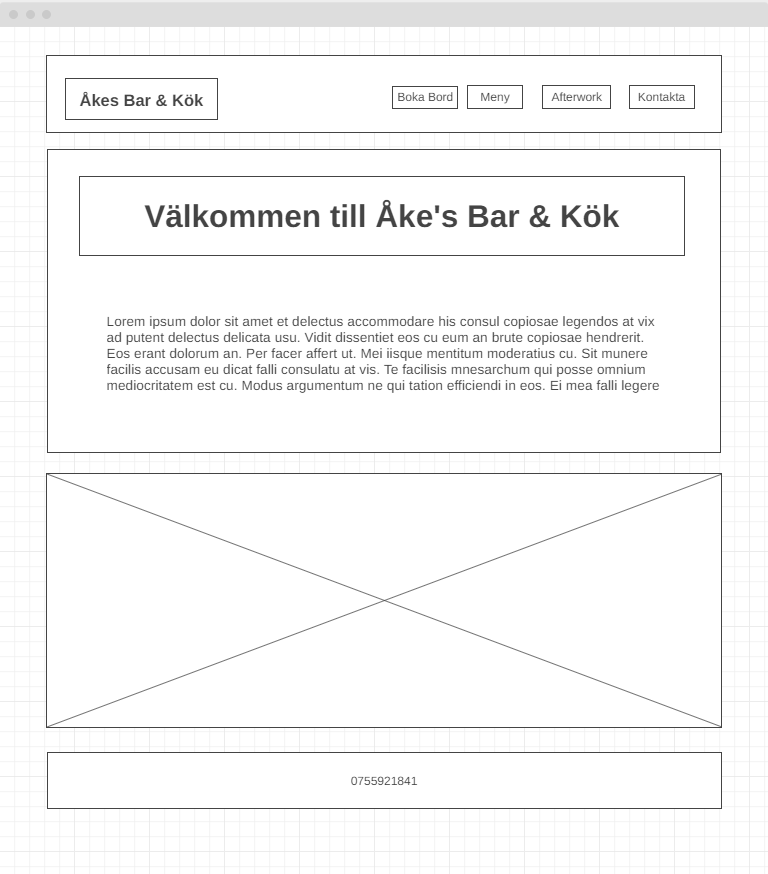 Åkes Bar & Kök
Boka Bord
Meny
Afterwork
Kontakta
Välkommen till Åke's Bar & Kök
Lorem ipsum dolor sit amet et delectus accommodare his consul copiosae legendos at vix
ad putent delectus delicata usu. Vidit dissentiet eos cu eum an brute copiosae hendrerit.
Eos erant dolorum an. Per facer affert ut. Mei iisque mentitum moderatius cu. Sit munere
facilis accusam eu dicat falli consulatu at vis. Te facilisis mnesarchum qui posse omnium
mediocritatem est cu. Modus argumentum ne qui tation efficiendi in eos. Ei mea falli legere
0755921841